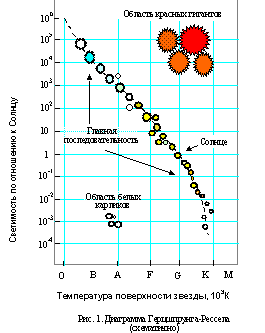 Область красных гигантов
10⁶
10⁵
10⁴
10³
10²
10
1
10⁻¹
10⁻²
10⁻³
10⁻⁴
Светимость по отношению к Солнцу
Главная
последовательность
Солнце
Область белых
карликов
O B A F G K M
Температура поверхности звезды, 10³K
Рис. 1. Диаграмма Герцшпрунга-Рессела
(схематично)